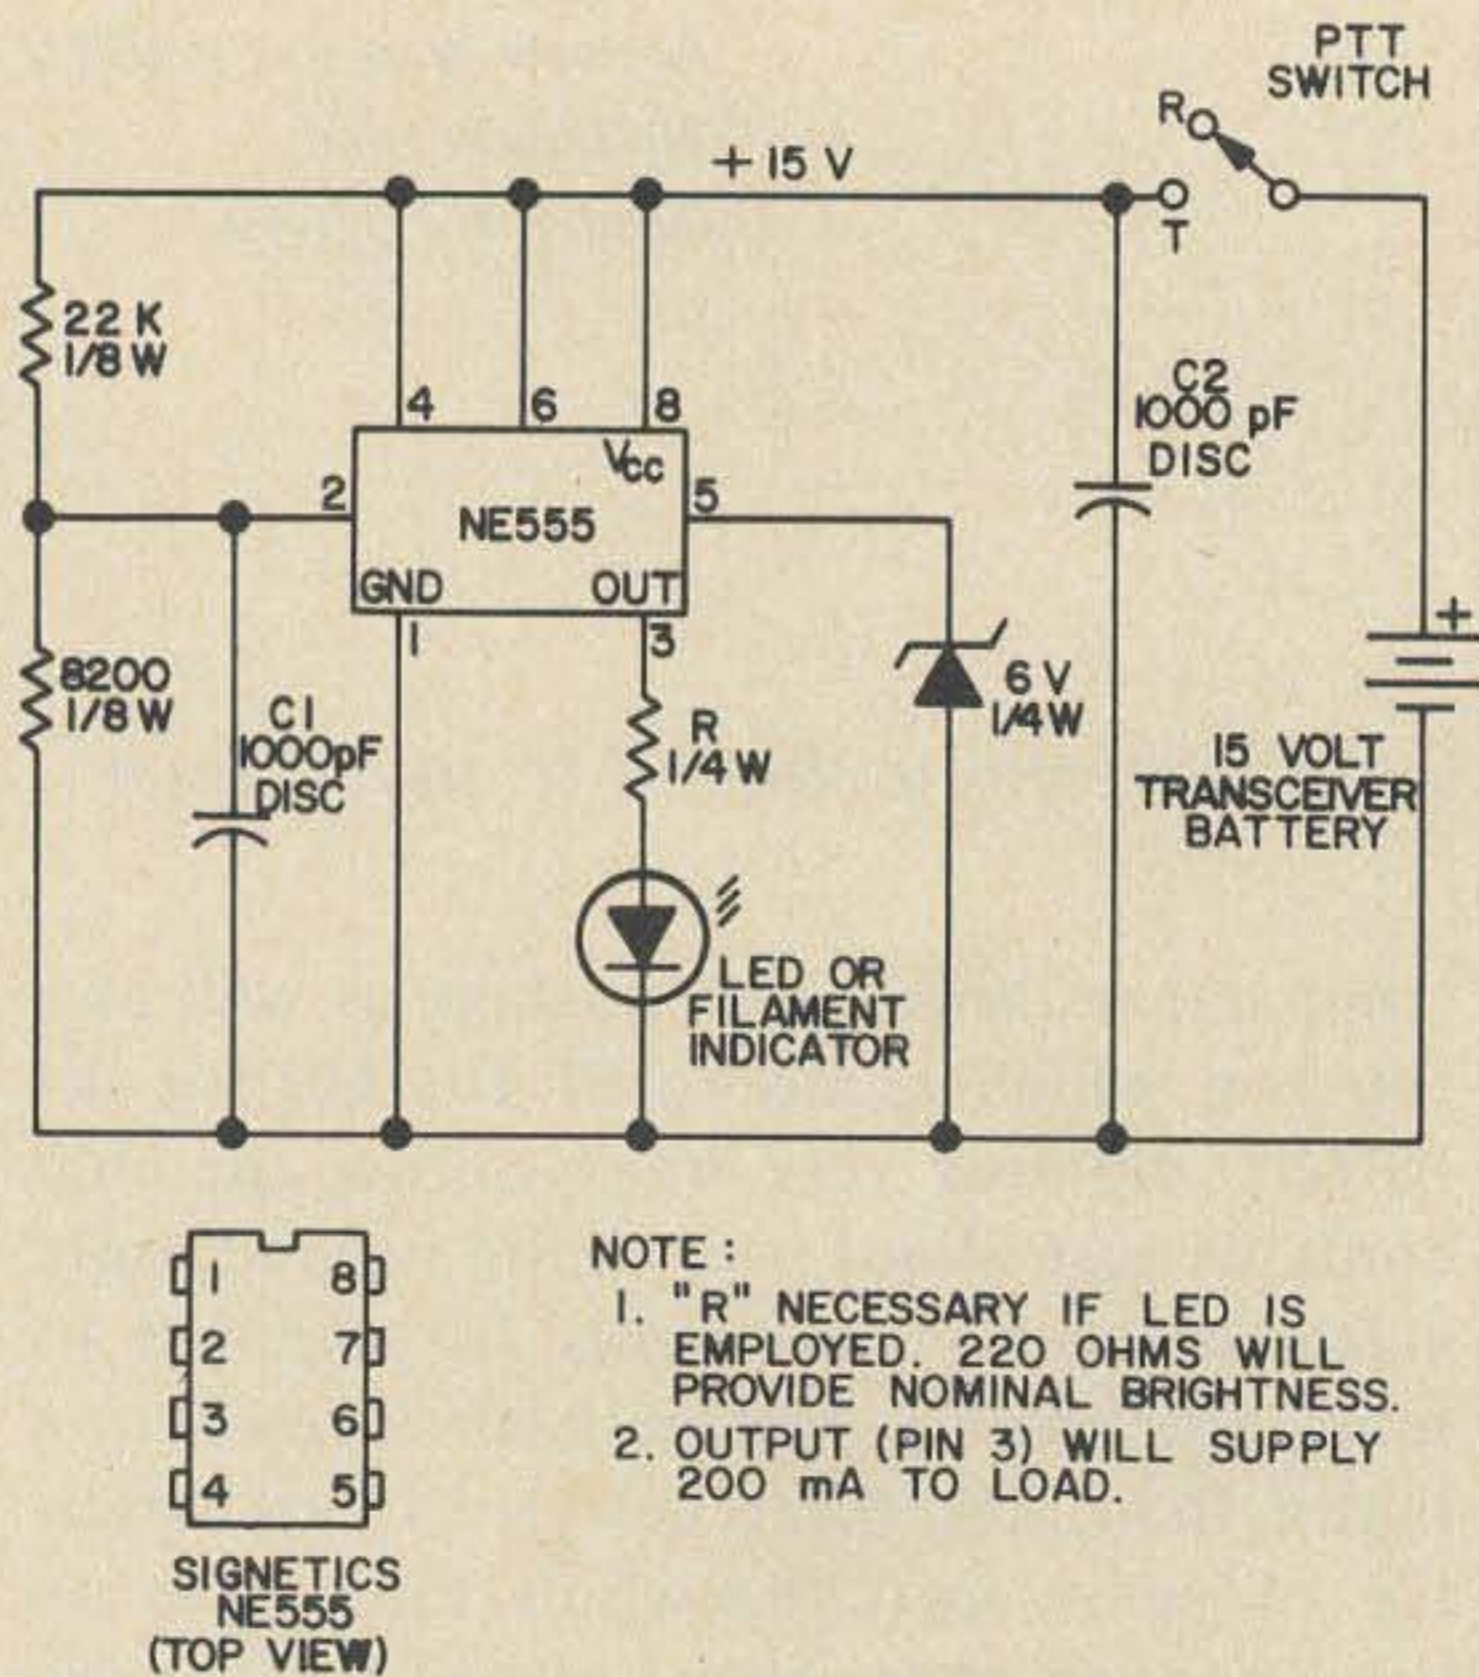 PTT
SWITCH
R
+ 15 V
T
22 K
1/8 W
4
6
8
C2
1000 pF
DISC
VCC
2
5
NE555
GND
OUT
1
3
+
8200
1/8 W
C1
1000pF
DISC
R
1/4 W
6 V
1/4 W
15 VOLT
TRANSCEIVER
BATTERY
LED OR
FILAMENT
INDICATOR
1 8
2 7
3 6
4 5
SIGNETICS
NE555
(TOP VIEW)
NOTE :
1. "R" NECESSARY IF LED IS
EMPLOYED. 220 OHMS WILL
PROVIDE NOMINAL BRIGHTNESS.
2. OUTPUT (PIN 3) WILL SUPPLY
200 mA TO LOAD.